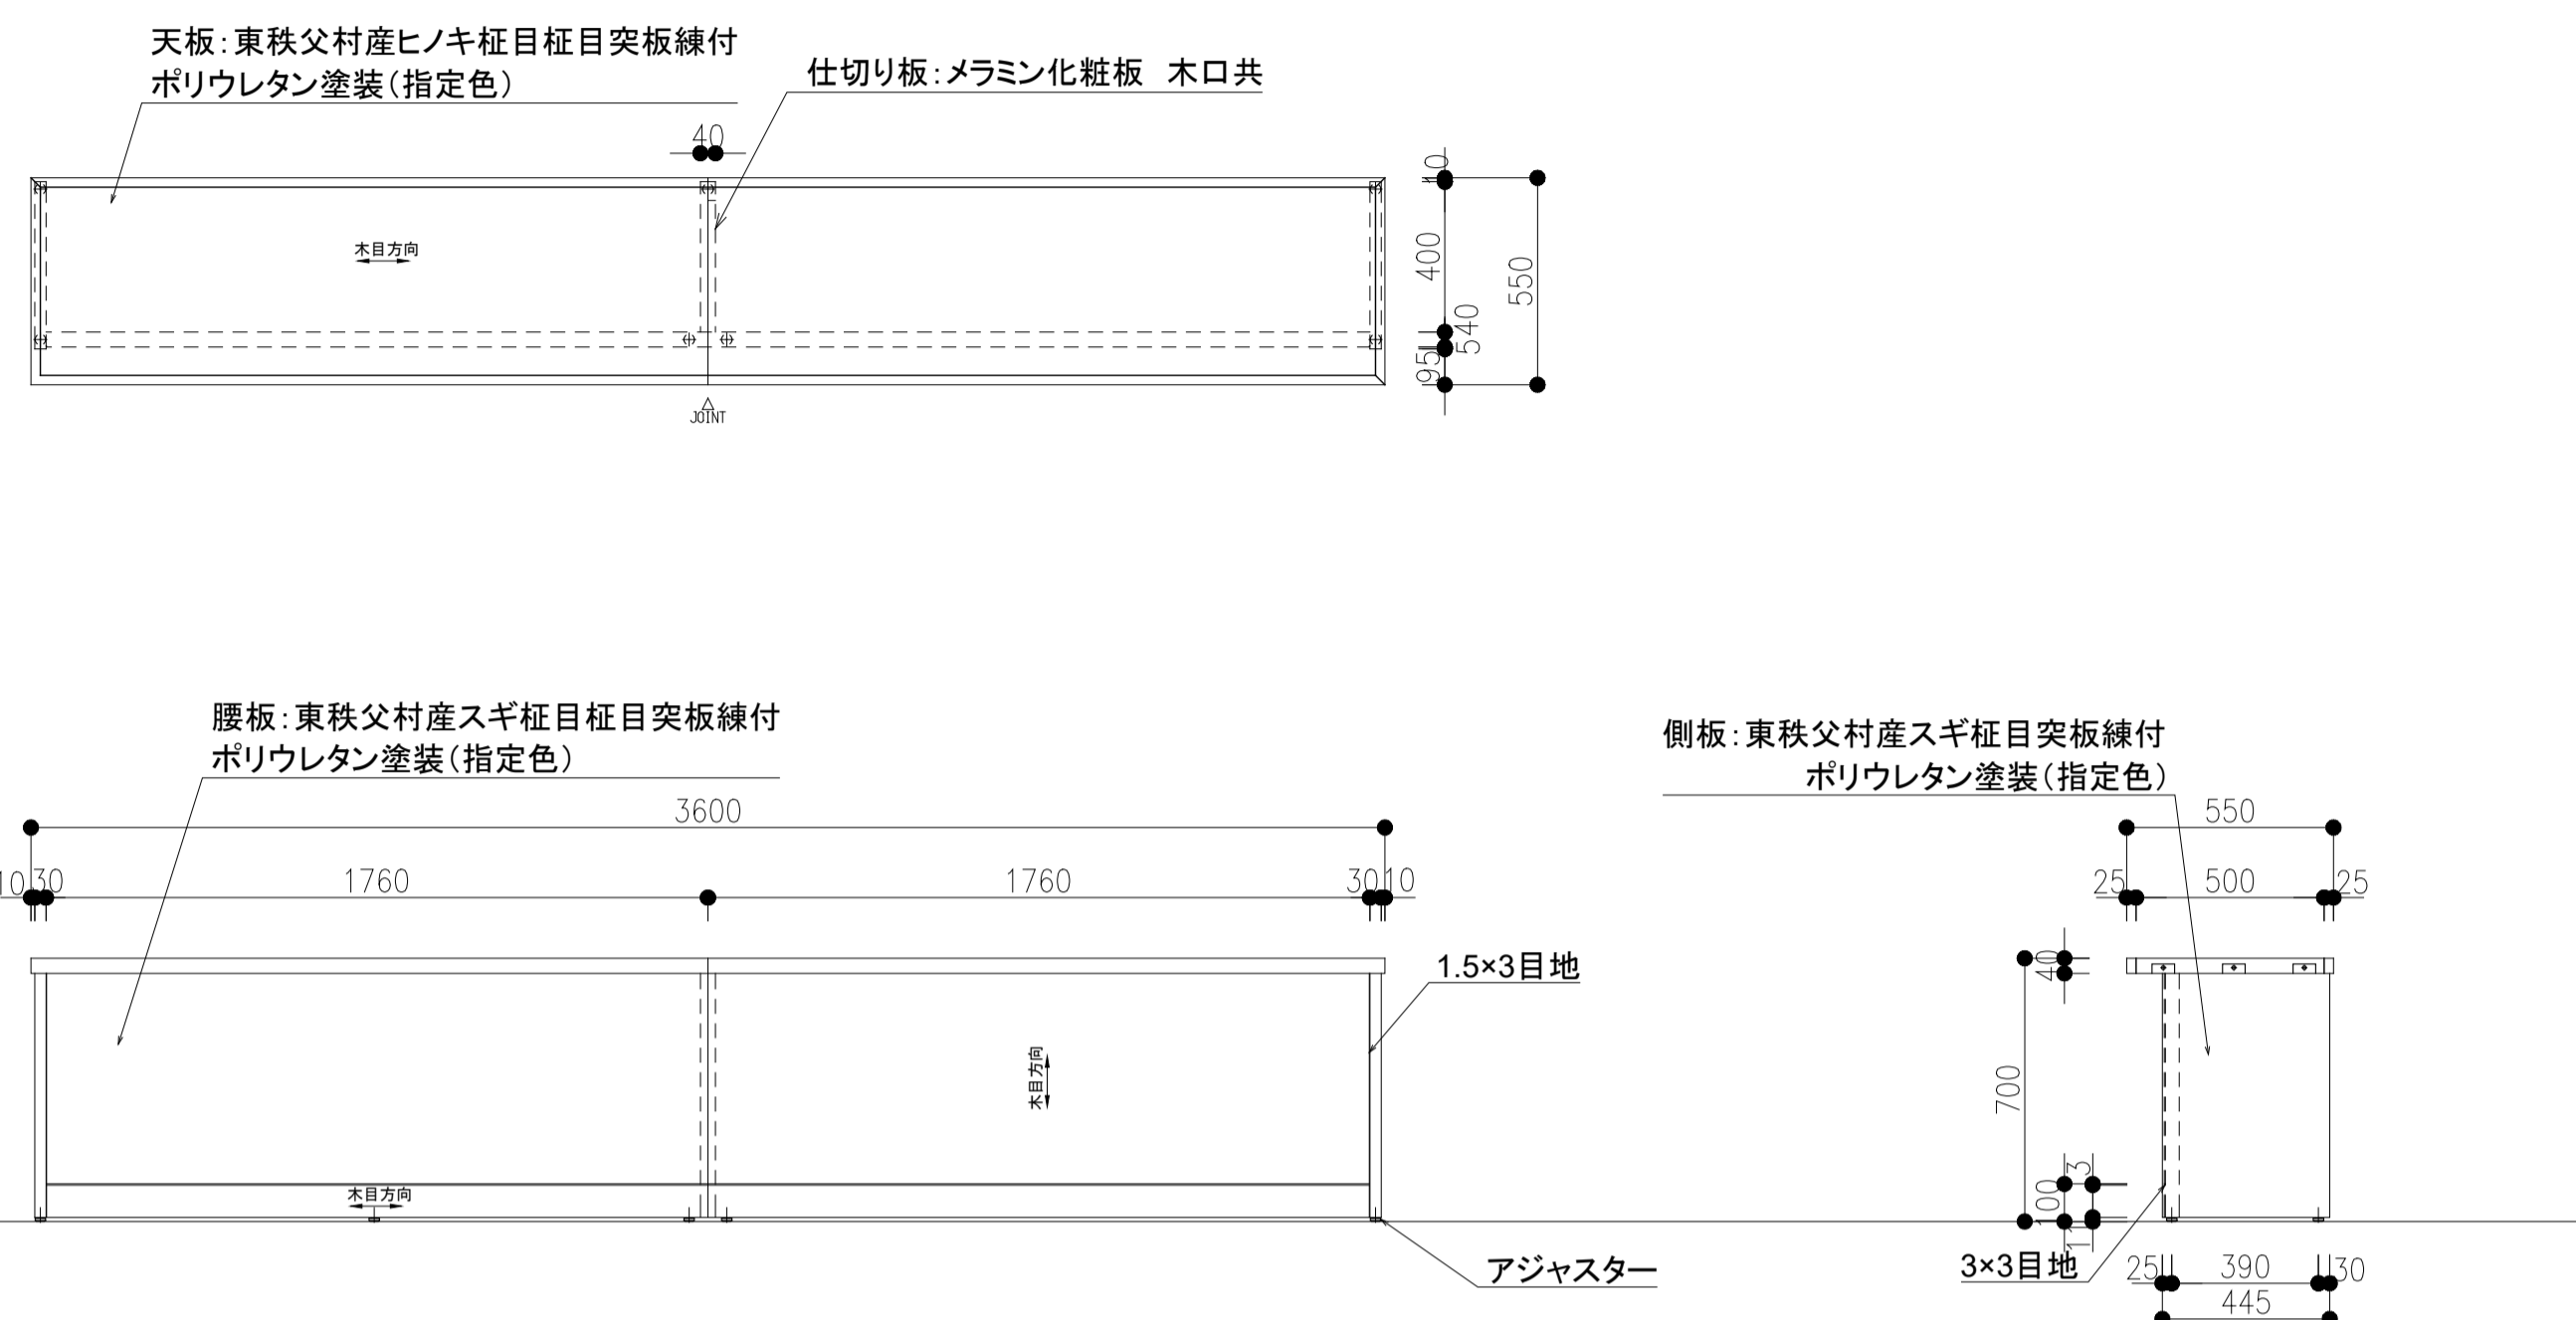 天板:東秩父村産ヒノキ柾目柾目突板練付
ポリウレタン塗装(指定色)
仕切り板:メラミン化粧板　木口共
40
木目方向
JOINT
10
400
540
95
550
腰板:東秩父村産スギ柾目柾目突板練付
ポリウレタン塗装(指定色)
3600
10 30 1760 1760 30 10
1.5×3目地
木目方向
木目方向
アジャスター
側板:東秩父村産スギ柾目突板練付
ポリウレタン塗装(指定色)
550
25 500 25
40
700
100
3
3×3目地
25 390 30
445